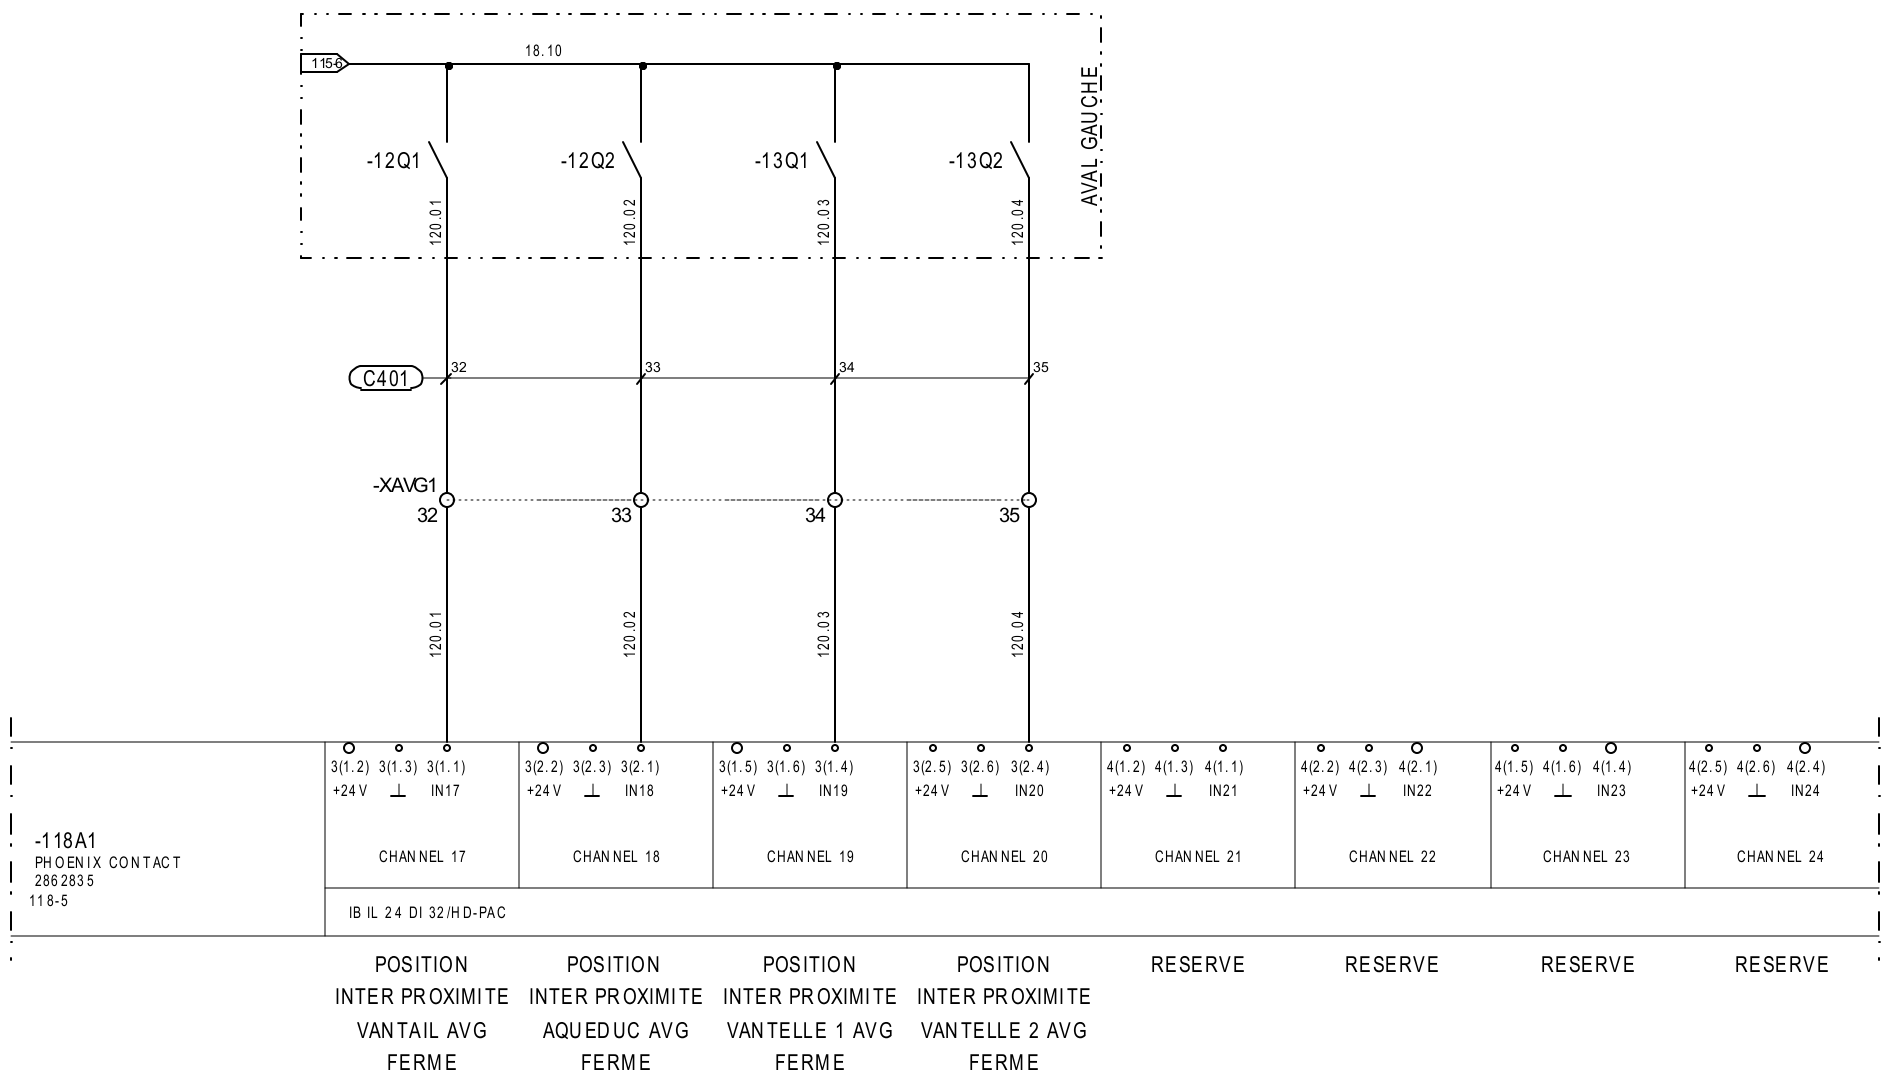 18.10
115-6
AVAL GAUCHE
-12Q1 -12Q2 -13Q1 -13Q2
120.01 120.02 120.03 120.04
C401 32 33 34 35
-XAVG1
32 33 34 35
120.01 120.02 120.03 120.04
3(1.2) 3(1.3) 3(1.1) 3(2.2) 3(2.3) 3(2.1) 3(1.5) 3(1.6) 3(1.4) 3(2.5) 3(2.6) 3(2.4) 4(1.2) 4(1.3) 4(1.1) 4(2.2) 4(2.3) 4(2.1) 4(1.5) 4(1.6) 4(1.4) 4(2.5) 4(2.6) 4(2.4)
+24V IN17 +24V IN18 +24V IN19 +24V IN20 +24V IN21 +24V IN22 +24V IN23 +24V IN24
-118A1
PHOENIX CONTACT
2862835
118-5
CHANNEL 17 CHANNEL 18 CHANNEL 19 CHANNEL 20 CHANNEL 21 CHANNEL 22 CHANNEL 23 CHANNEL 24
IB IL 24 DI 32/HD-PAC
POSITION
INTER PROXIMITE
VANTAIL AVG
FERME
POSITION
INTER PROXIMITE
AQUEDUC AVG
FERME
POSITION
INTER PROXIMITE
VANTELLE 1 AVG
FERME
POSITION
INTER PROXIMITE
VANTELLE 2 AVG
FERME
RESERVE
RESERVE
RESERVE
RESERVE